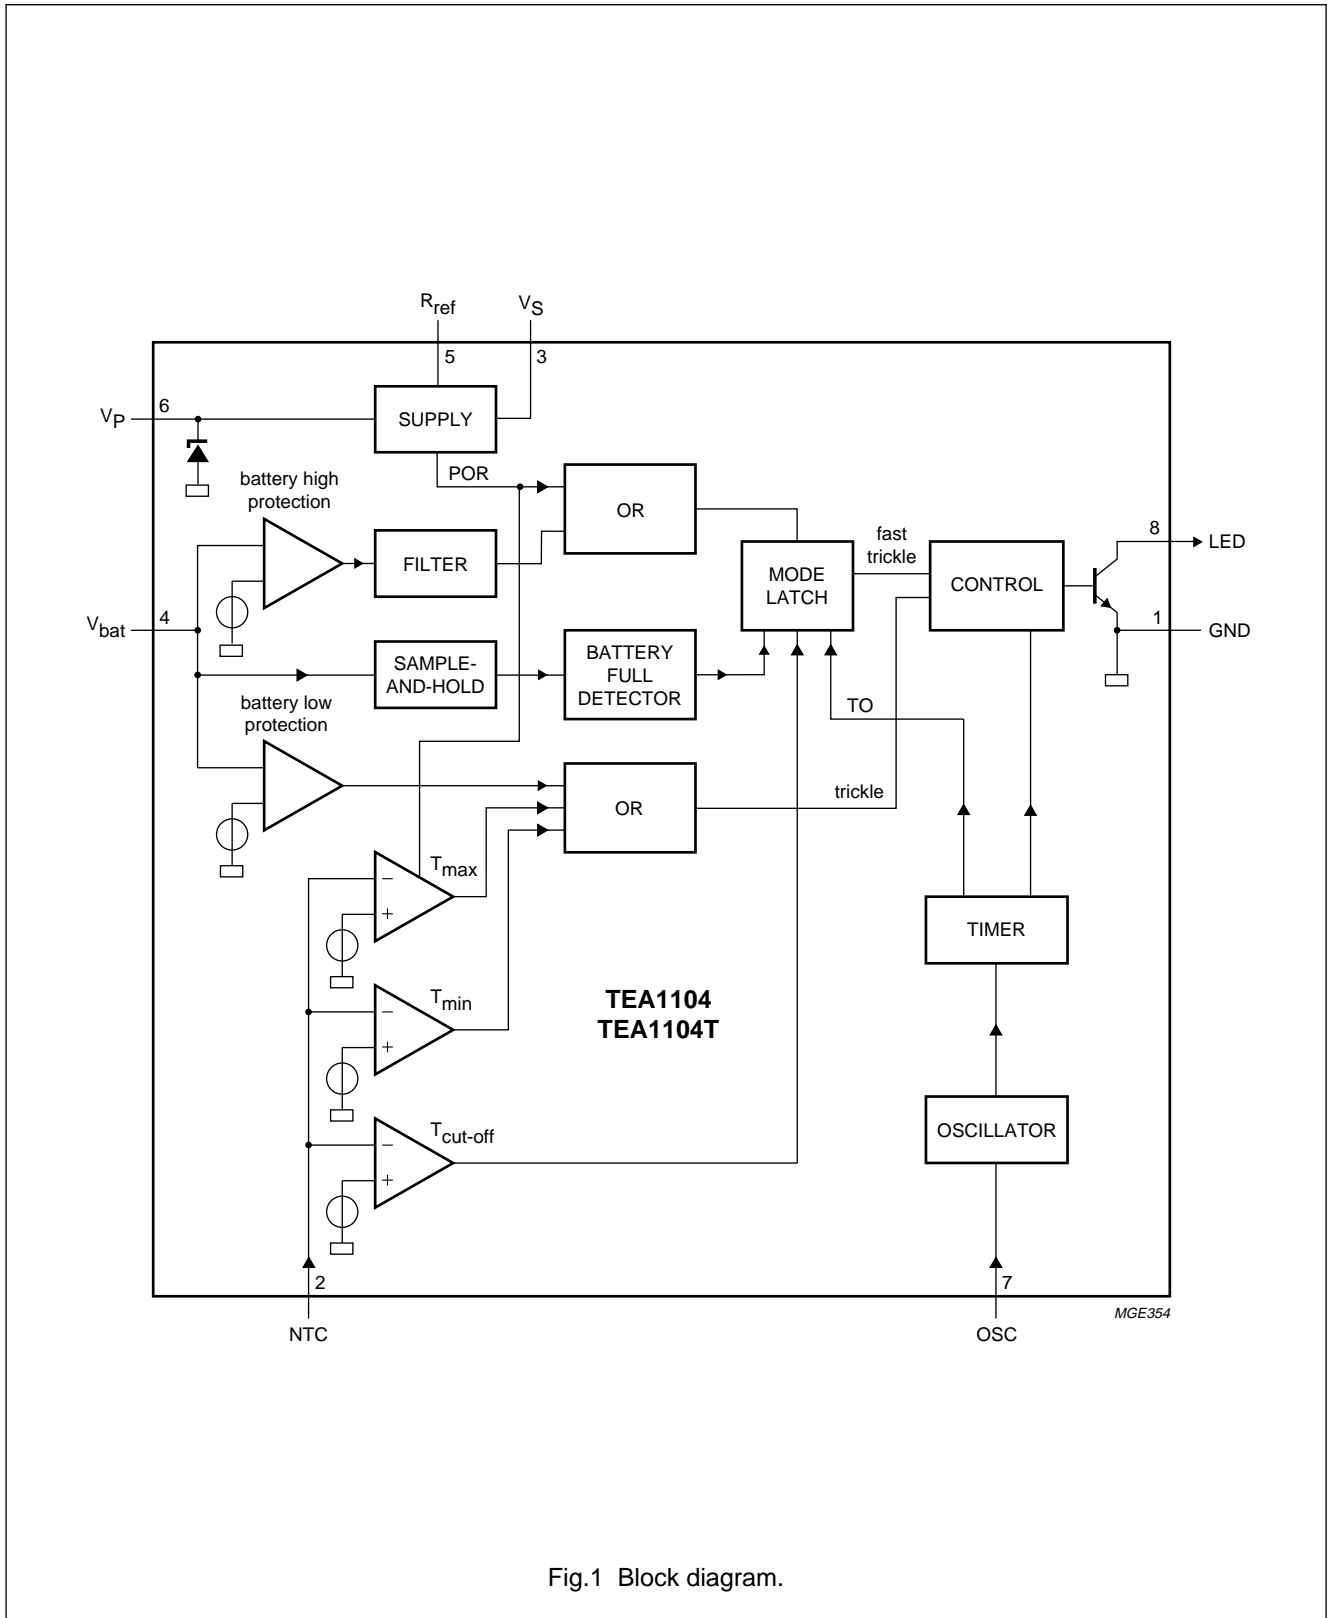 Rref
VS
5
3
VP
6
SUPPLY
POR
battery high
protection
OR
FILTER
fast
trickle
MODE
LATCH
CONTROL
8
LED
Vbat
4
1
GND
SAMPLE-
AND-HOLD
BATTERY
FULL
DETECTOR
battery low
protection
TO
OR
trickle
Tmax
−
+
TIMER
Tmin
−
+
TEA1104
TEA1104T
Tcut-off
−
+
OSCILLATOR
2
7
NTC
OSC
MGE354
Fig.1 Block diagram.